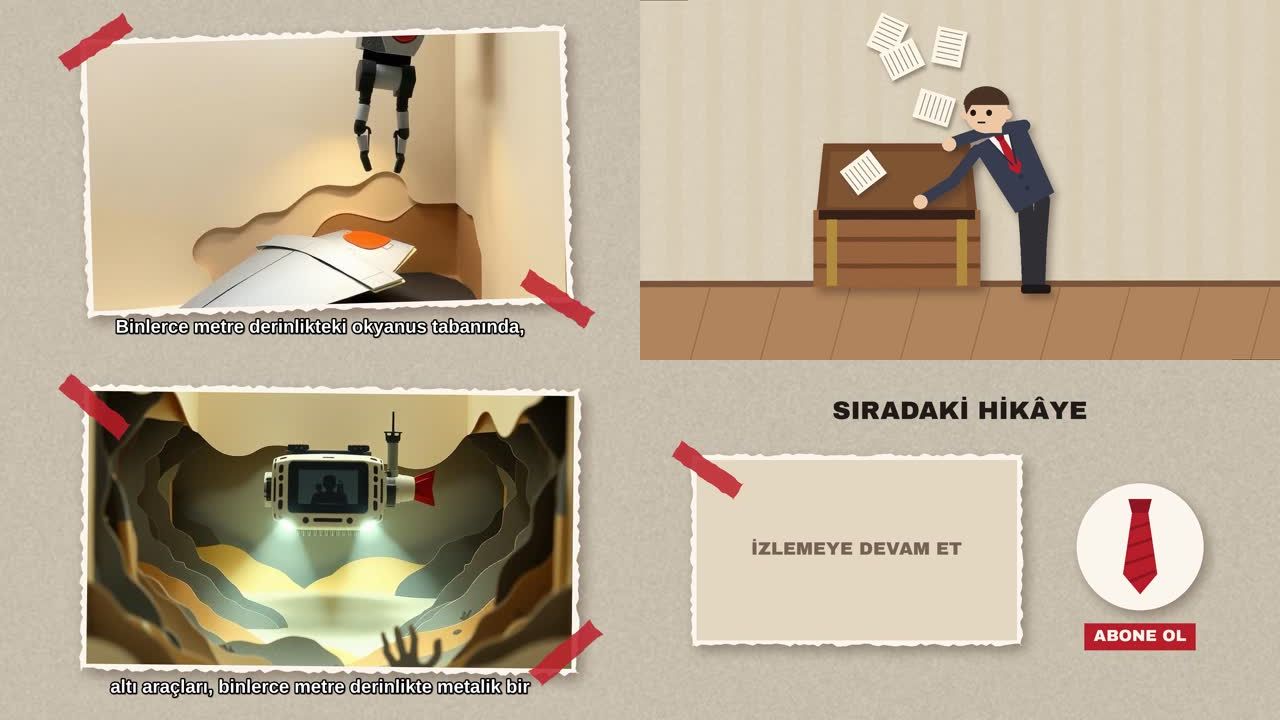 Binlerce metre derinlikteki okyanus tabanında,
altı araçları, binlerce metre derinlikte metalik bir
SIRADAKİ HİKÂYE
İZLEMEYE DEVAM ET
ABONE OL